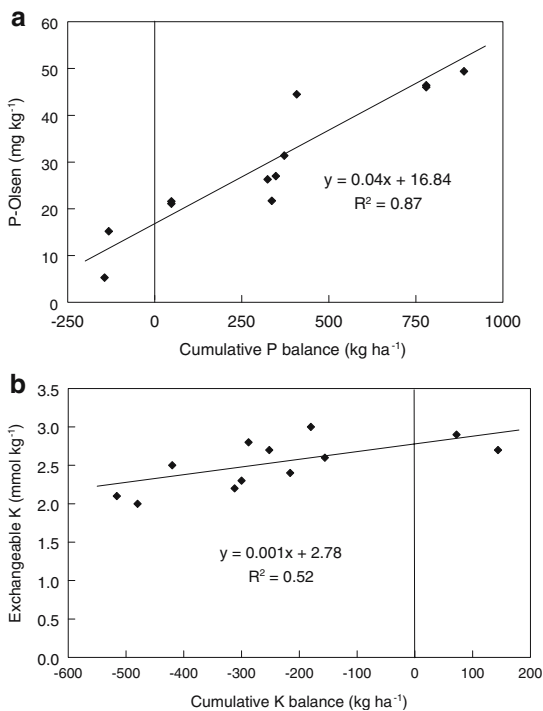 a
60
50
40
30
20
10
0
P-Olsen (mg kg⁻¹)
y = 0.04x + 16.84
R² = 0.87
-250 0 250 500 750 1000
Cumulative P balance (kg ha⁻¹)
b
3.5
3.0
2.5
2.0
1.5
1.0
0.5
0.0
Exchangeable K (mmol kg⁻¹)
y = 0.001x + 2.78
R² = 0.52
-600 -500 -400 -300 -200 -100 0 100 200
Cumulative K balance (kg ha⁻¹)